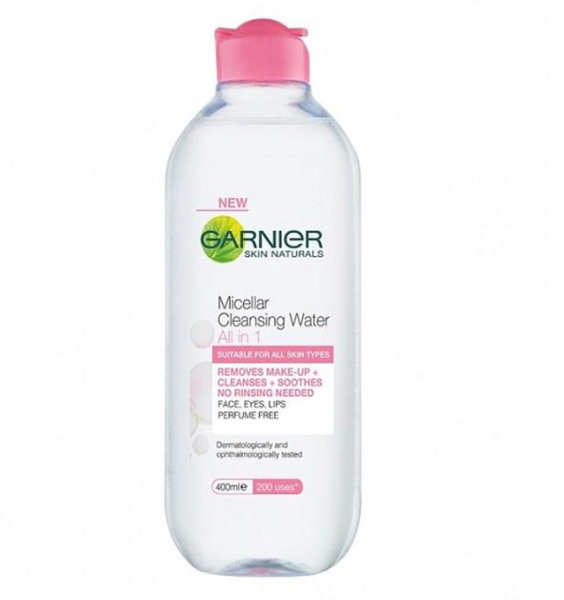 NEW
GARNIER
SKIN NATURALS
Micellar
Cleansing Water
All in 1
SUITABLE FOR ALL SKIN TYPES
REMOVES MAKE-UP +
CLEANSES + SOOTHES
NO RINSING NEEDED
FACE, EYES, LIPS
PERFUME FREE
Dermatologically and
ophthalmologically tested
400ml℮ 200 uses*